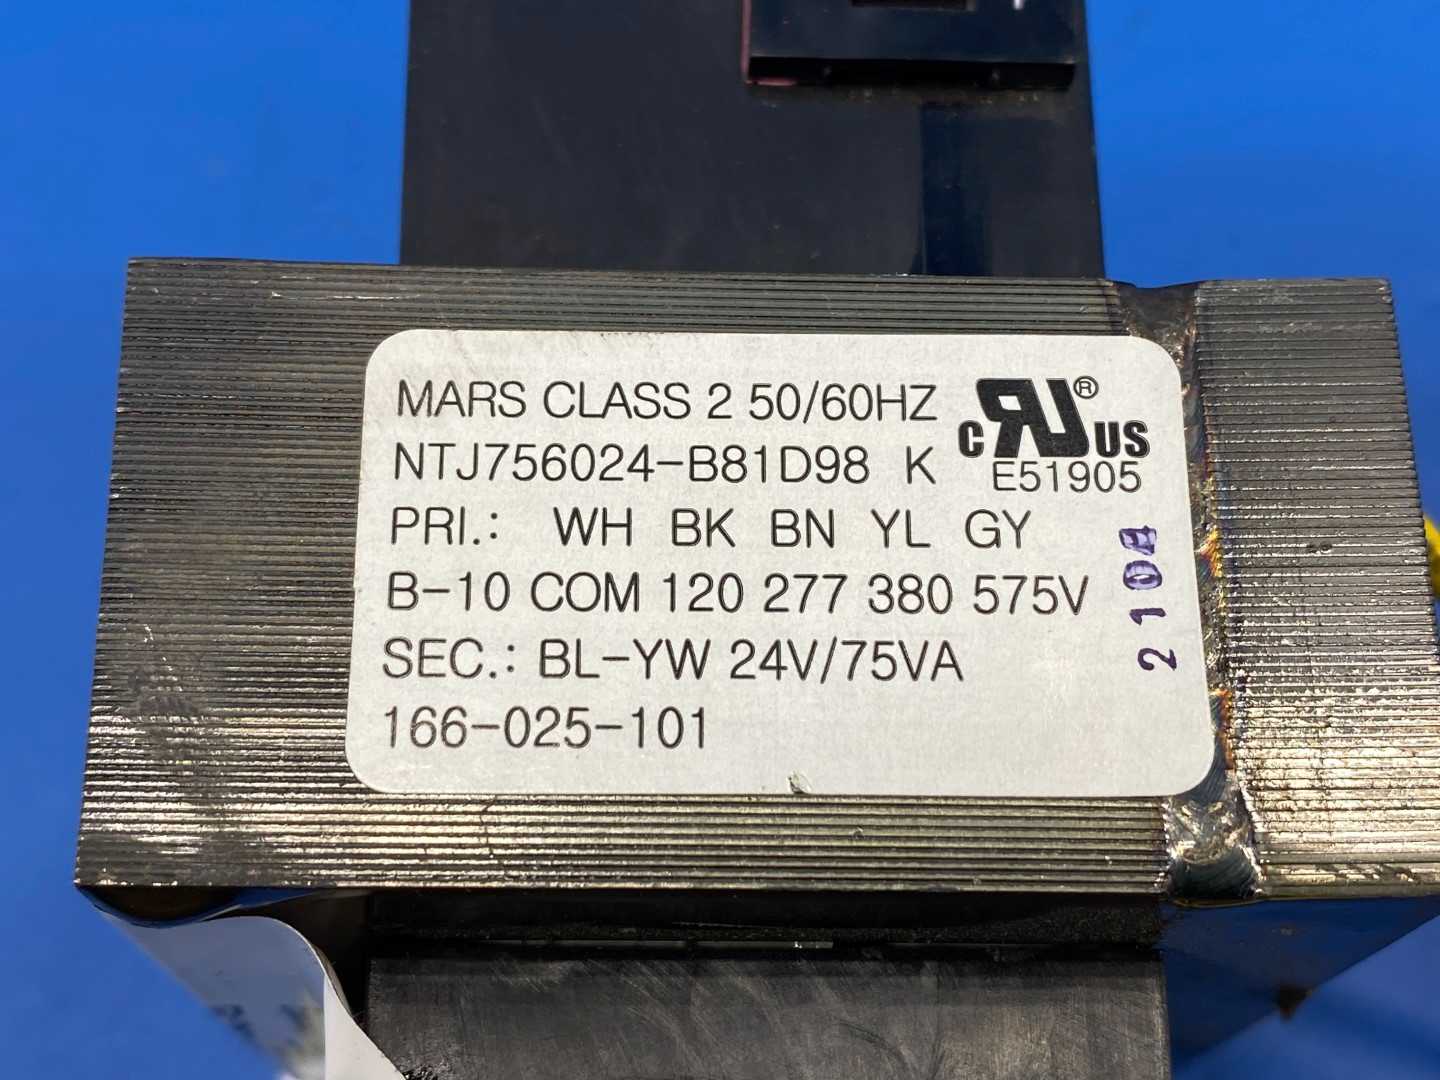 MARS CLASS 2 50/60HZ
NTJ756024-B81D98 K
PRI.: WH BK BN YL GY
B-10 COM 120 277 380 575V
SEC.: BL-YW 24V/75VA
166-025-101
c RU® US
E51905